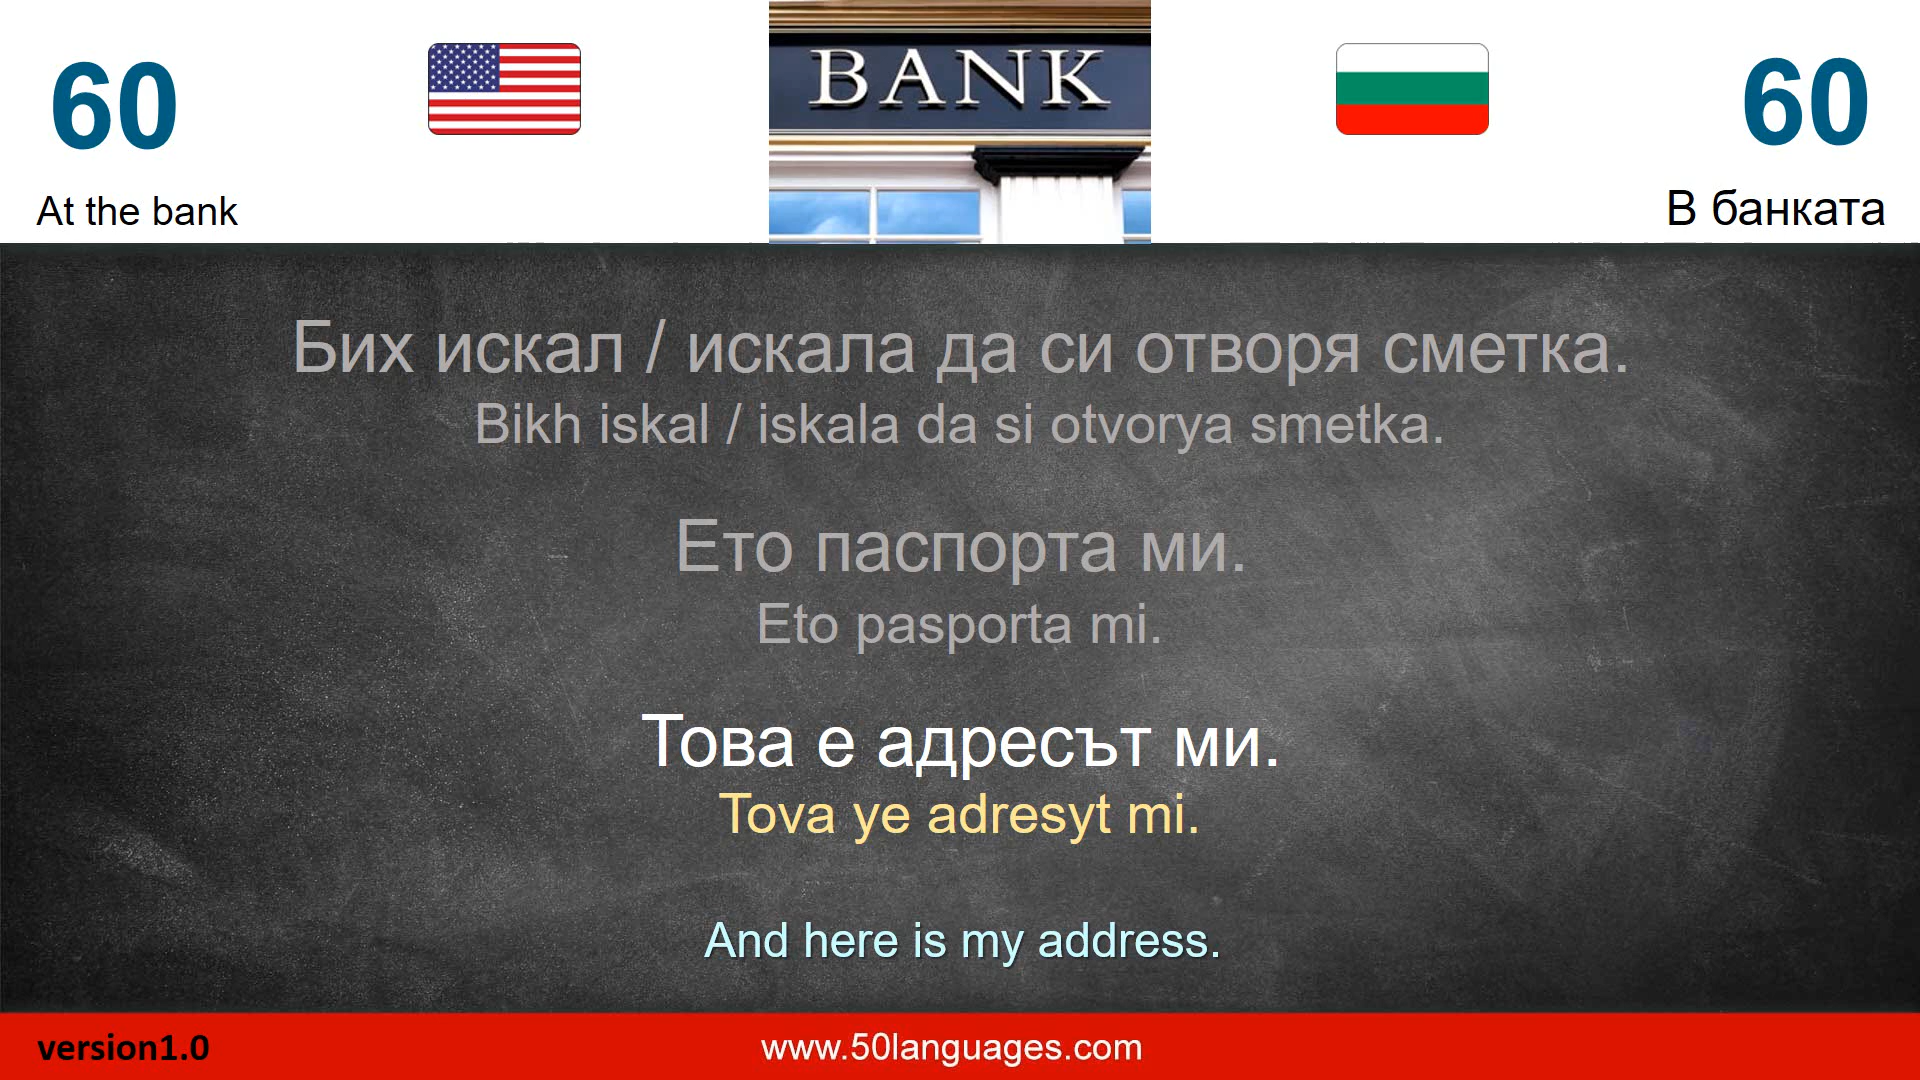 60
60
BANK
At the bank
В банката
Бих искал / искала да си отворя сметка.
Bikh iskal / iskala da si otvorya smetka.
Ето паспорта ми.
Eto pasporta mi.
Това е адресът ми.
Tova ye adresyt mi.
And here is my address.
version1.0
www.50languages.com